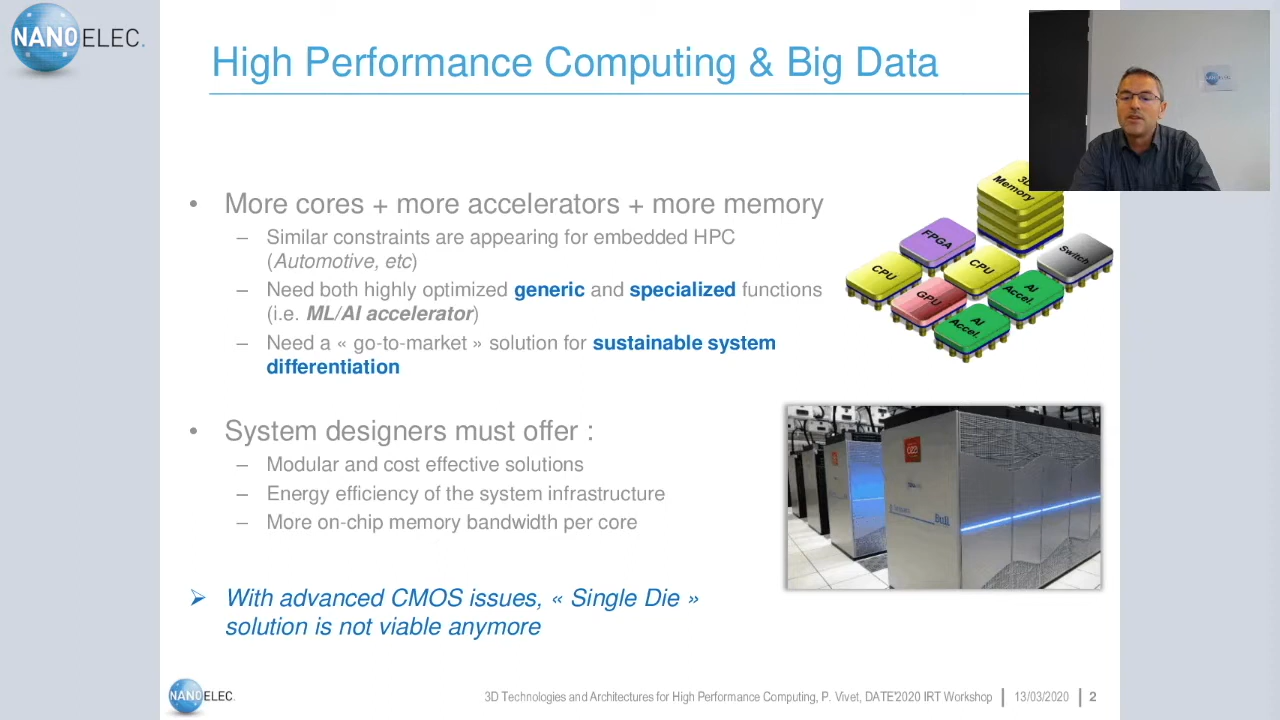 NANOELEC.
High Performance Computing & Big Data
• More cores + more accelerators + more memory
– Similar constraints are appearing for embedded HPC
(Automotive, etc)
– Need both highly optimized generic and specialized functions
(i.e. ML/AI accelerator)
– Need a « go-to-market » solution for sustainable system
differentiation
• System designers must offer :
– Modular and cost effective solutions
– Energy efficiency of the system infrastructure
– More on-chip memory bandwidth per core
➢ With advanced CMOS issues, « Single Die »
solution is not viable anymore
3D
Memory
FPGA
Switch
CPU
CPU
GPU
AI
Accel.
AI
Accel.
cea
Bull
NANOELEC.
3D Technologies and Architectures for High Performance Computing, P. Vivet, DATE'2020 IRT Workshop | 13/03/2020 | 2